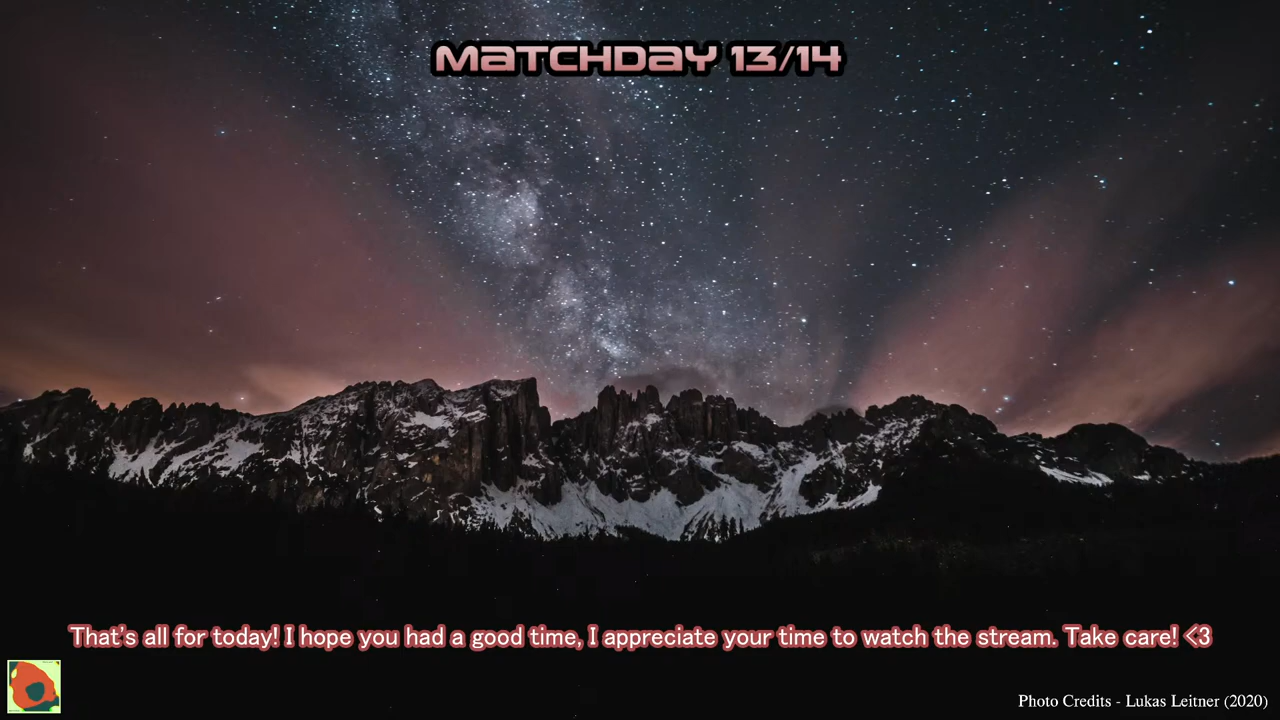 MATCHDAY 13/14
That's all for today! I hope you had a good time, I appreciate your time to watch the stream. Take care! <3
Photo Credits - Lukas Leitner (2020)